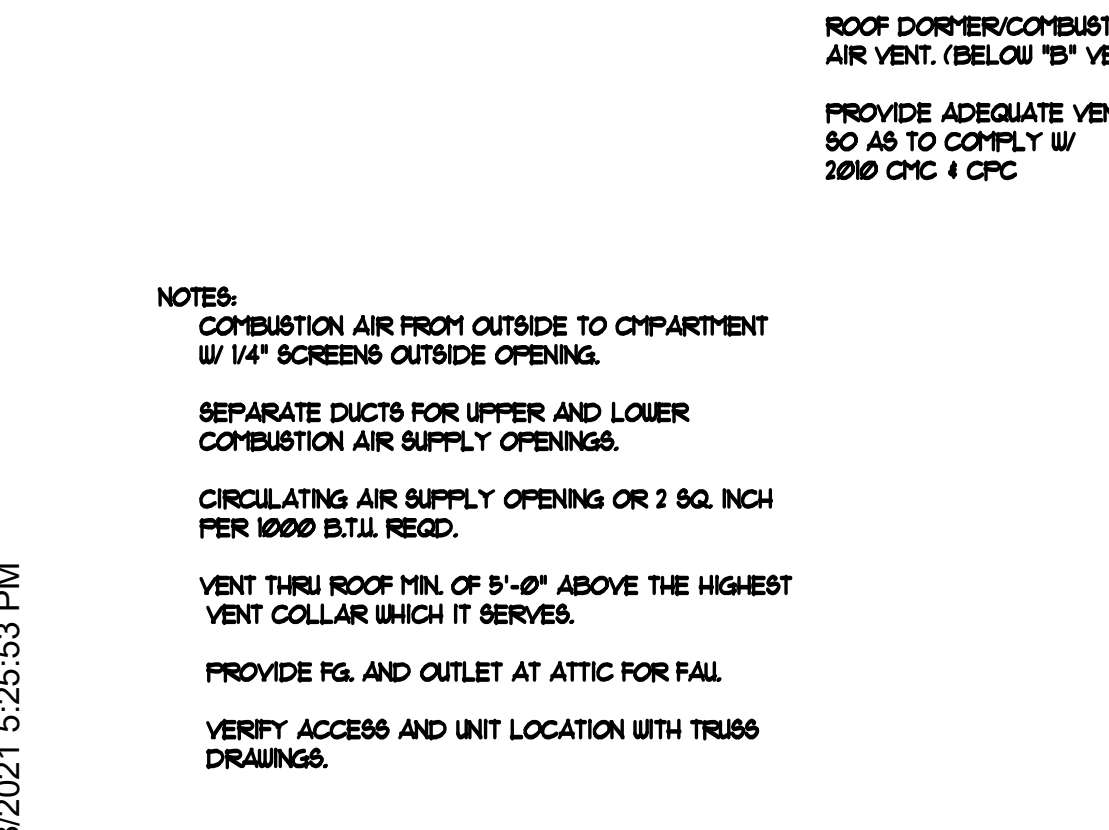 ROOF DORMER/COMBUST
AIR VENT. (BELOW "B" VE
PROVIDE ADEQUATE VEN
SO AS TO COMPLY W/
2010 CMC & CPC
NOTES:
COMBUSTION AIR FROM OUTSIDE TO CMPARTMENT
W/ 1/4" SCREENS OUTSIDE OPENING.
SEPARATE DUCTS FOR UPPER AND LOWER
COMBUSTION AIR SUPPLY OPENINGS.
CIRCULATING AIR SUPPLY OPENING OR 2 SQ. INCH
PER 1000 B.T.U. REQD.
VENT THRU ROOF MIN. OF 5'-0" ABOVE THE HIGHEST
VENT COLLAR WHICH IT SERVES.
PROVIDE FG. AND OUTLET AT ATTIC FOR FAU.
VERIFY ACCESS AND UNIT LOCATION WITH TRUSS
DRAWINGS.
/2021 5:25:53 PM